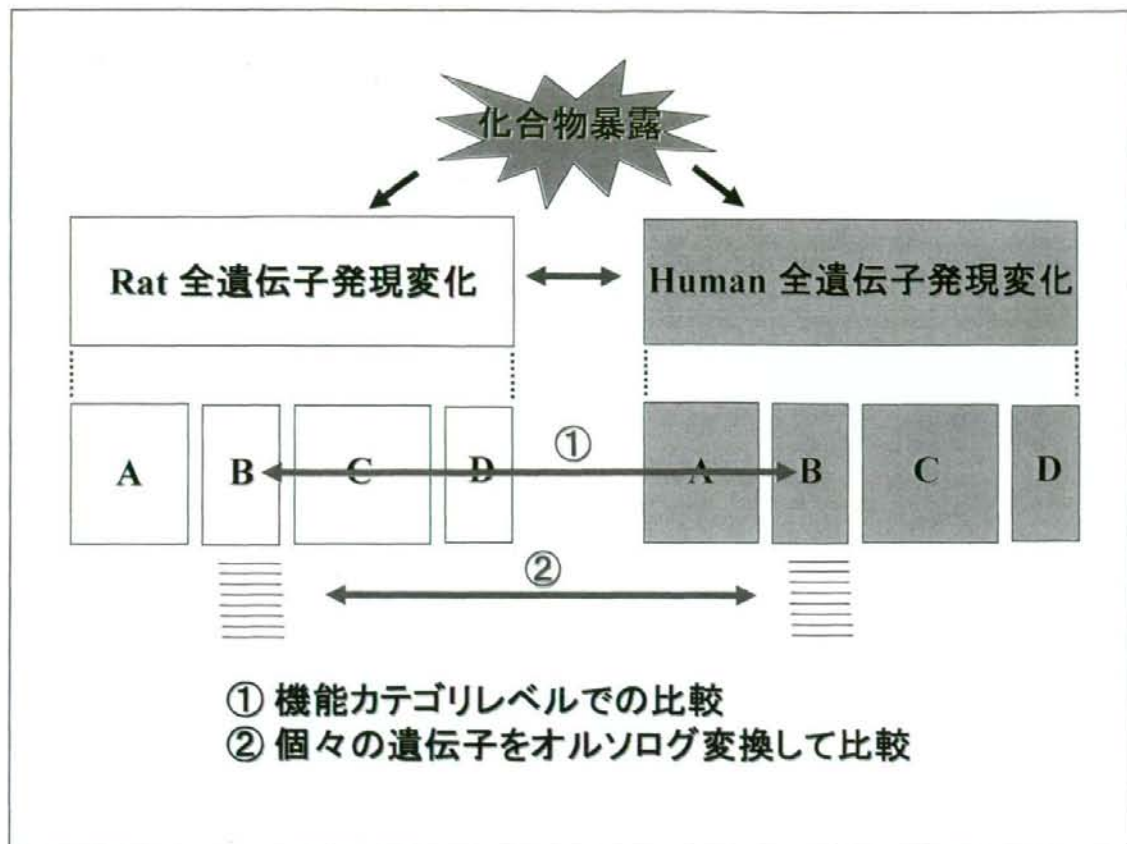 化合物暴露
Rat 全遺伝子発現変化
Human 全遺伝子発現変化
A B C D
①
A B C D
②
① 機能カテゴリレベルでの比較
② 個々の遺伝子をオルソログ変換して比較